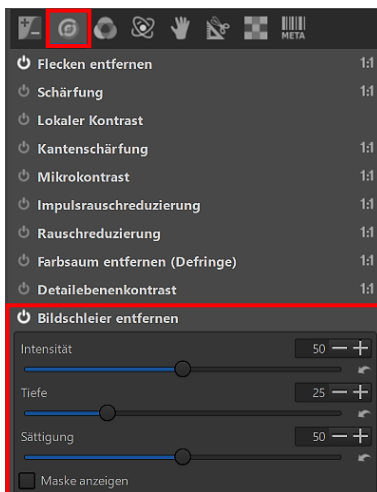 META
Flecken entfernen 1:1
Schärfung 1:1
Lokaler Kontrast
Kantenschärfung 1:1
Mikrokontrast 1:1
Impulsrauschreduzierung 1:1
Rauschreduzierung 1:1
Farbsaum entfernen (Defringe) 1:1
Detailebenenkontrast 1:1
Bildschleier entfernen
Intensität 50
Tiefe 25
Sättigung 50
Maske anzeigen